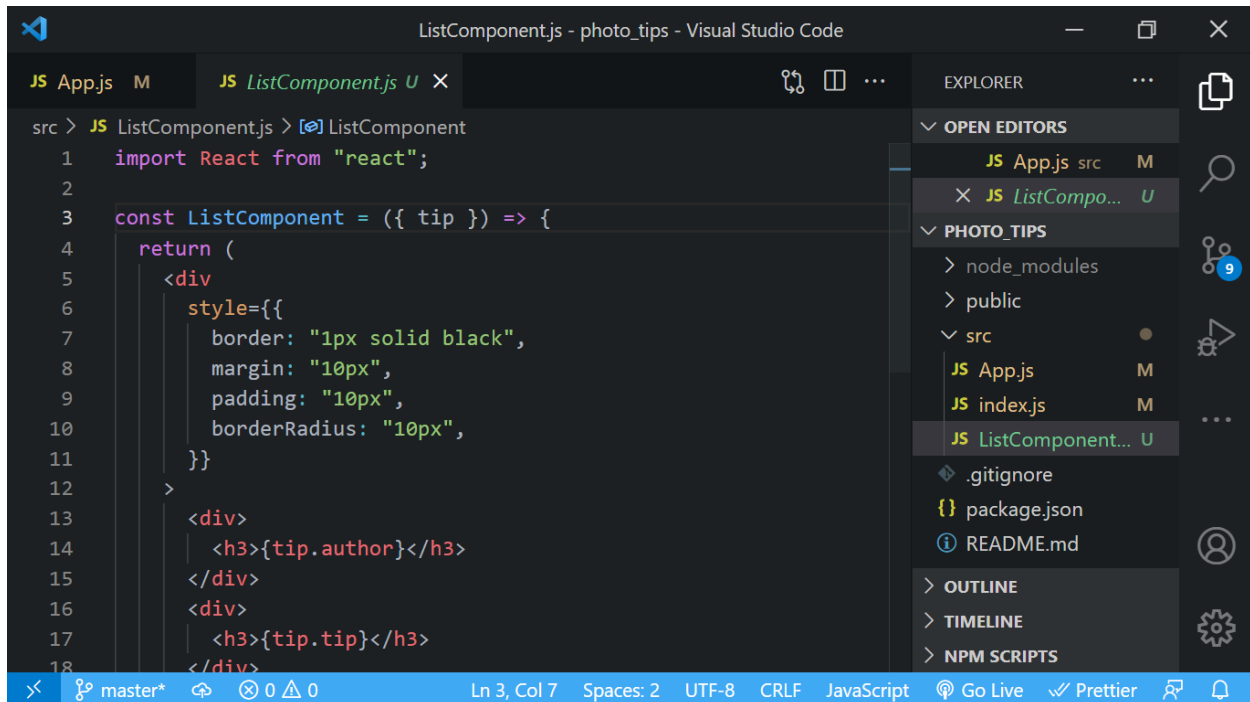 ListComponent.js - photo_tips - Visual Studio Code
JS App.js M JS ListComponent.js U
src > JS ListComponent.js > ListComponent
1 import React from "react";
2
3 const ListComponent = ({ tip }) => {
4 return (
5 <div
6 style={{
7 border: "1px solid black",
8 margin: "10px",
9 padding: "10px",
10 borderRadius: "10px",
11 }}
12 >
13 <div>
14 <h3>{tip.author}</h3>
15 </div>
16 <div>
17 <h3>{tip.tip}</h3>
18 </div>
EXPLORER
OPEN EDITORS
JS App.js src M
JS ListCompo... U
PHOTO_TIPS
node_modules
public
src
JS App.js M
JS index.js M
JS ListComponent... U
.gitignore
{} package.json
README.md
OUTLINE
TIMELINE
NPM SCRIPTS
9
master* 0 0 Ln 3, Col 7 Spaces: 2 UTF-8 CRLF JavaScript Go Live Prettier